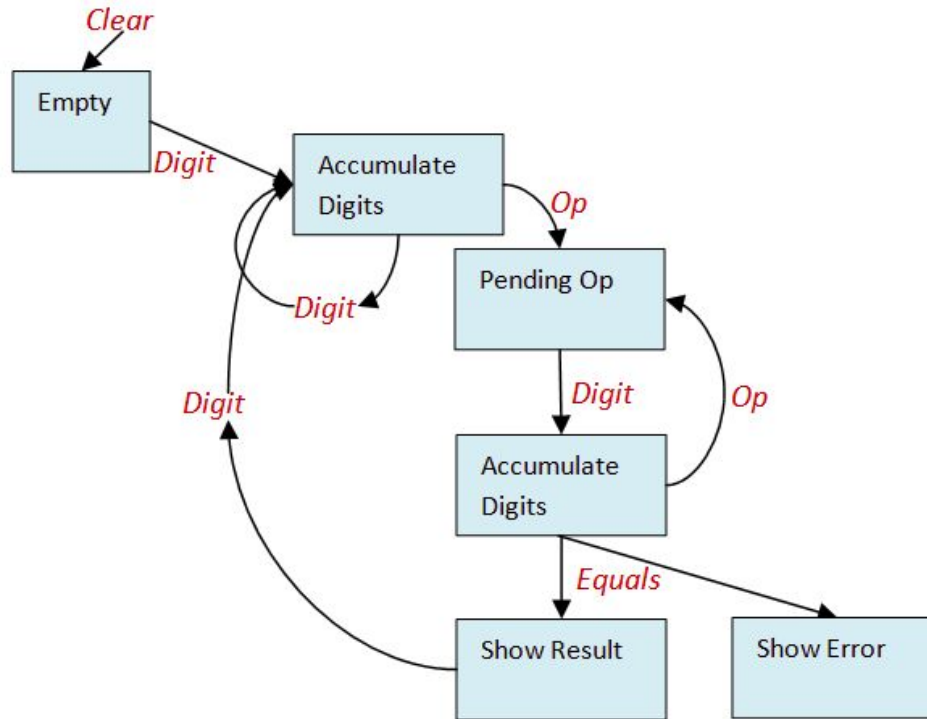 Clear
Empty
Digit
Accumulate
Digits
Op
Digit
Pending Op
Digit
Digit
Op
Accumulate
Digits
Equals
Show Result
Show Error